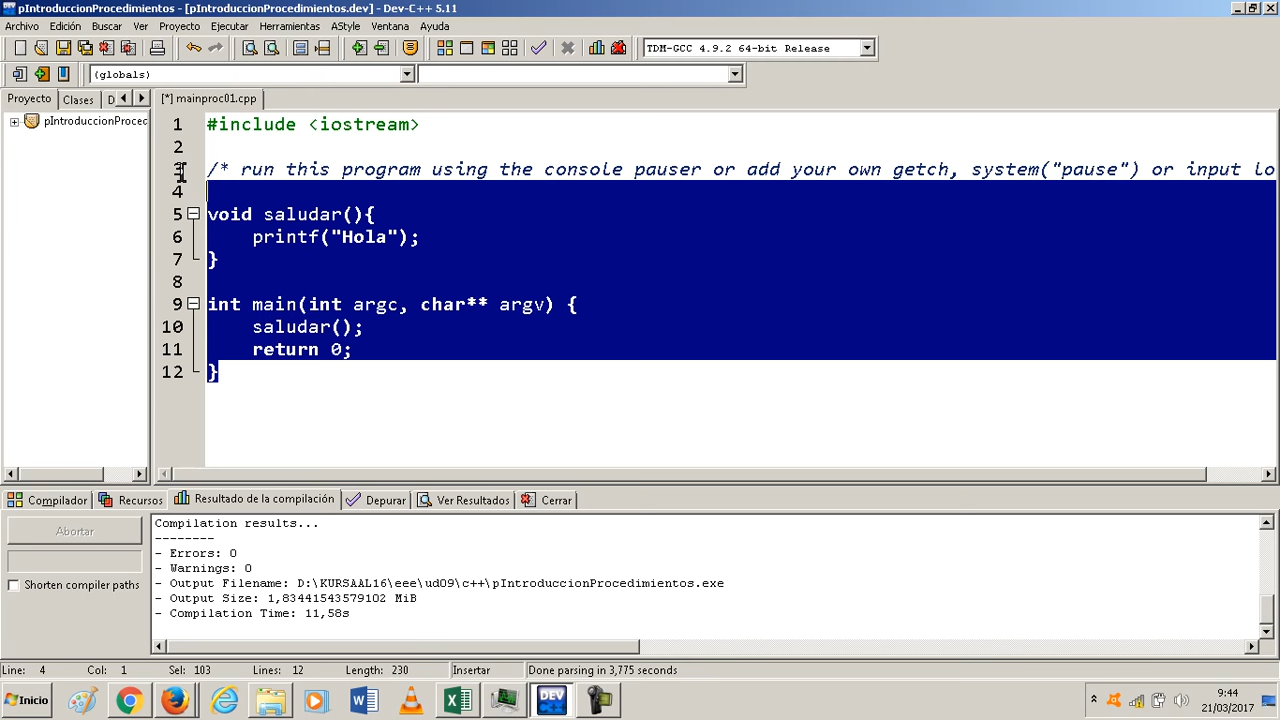 pIntroduccionProcedimientos - [pIntroduccionProcedimientos.dev] - Dev-C++ 5.11
Archivo Edición Buscar Ver Proyecto Ejecutar Herramientas AStyle Ventana Ayuda
TDM-GCC 4.9.2 64-bit Release
(globals)
Proyecto Clases D [*] mainproc01.cpp
pIntroduccionProcec
1 #include <iostream>
2
3 /* run this program using the console pauser or add your own getch, system("pause") or input lo
4
5 void saludar(){
6 printf("Hola");
7 }
8
9 int main(int argc, char** argv) {
10 saludar();
11 return 0;
12 }
Compilador Recursos Resultado de la compilación Depurar Ver Resultados Cerrar
Abortar
Shorten compiler paths
Compilation results...
--------
- Errors: 0
- Warnings: 0
- Output Filename: D:\KURSAAL16\eee\ud09\c++\pIntroduccionProcedimientos.exe
- Output Size: 1,83441543579102 MiB
- Compilation Time: 11,58s
Line: 4 Col: 1 Sel: 103 Lines: 12 Length: 230 Insertar Done parsing in 3,775 seconds
Inicio
DEV
9:44
21/03/2017